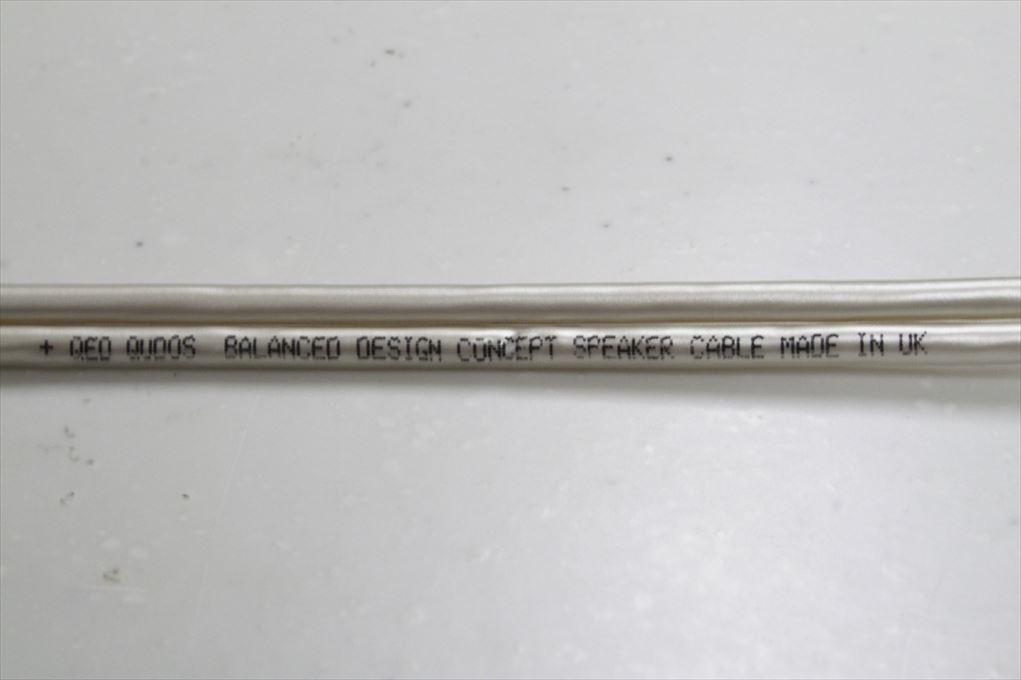 + QED QUDOS BALANCED DESIGN CONCEPT SPEAKER CABLE MADE IN UK